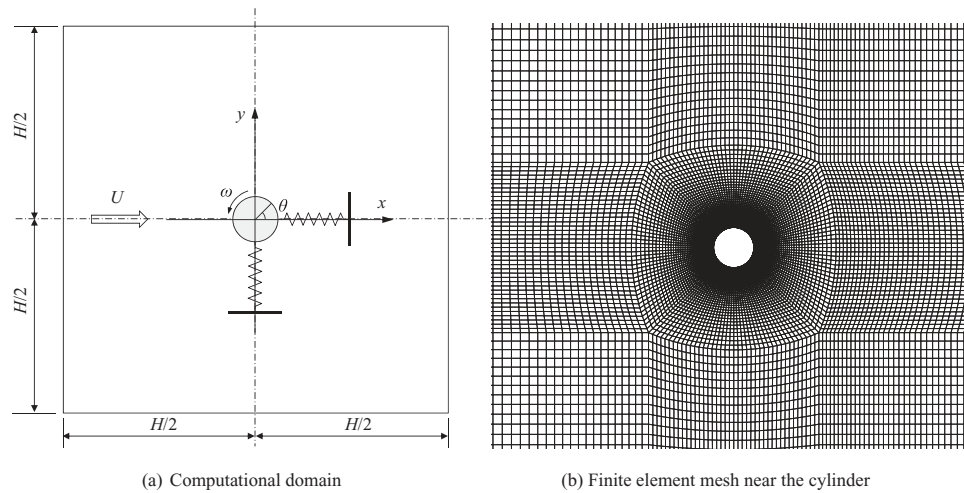 H/2
y
ω
θ
U
x
H/2
H/2
H/2
(a) Computational domain
(b) Finite element mesh near the cylinder